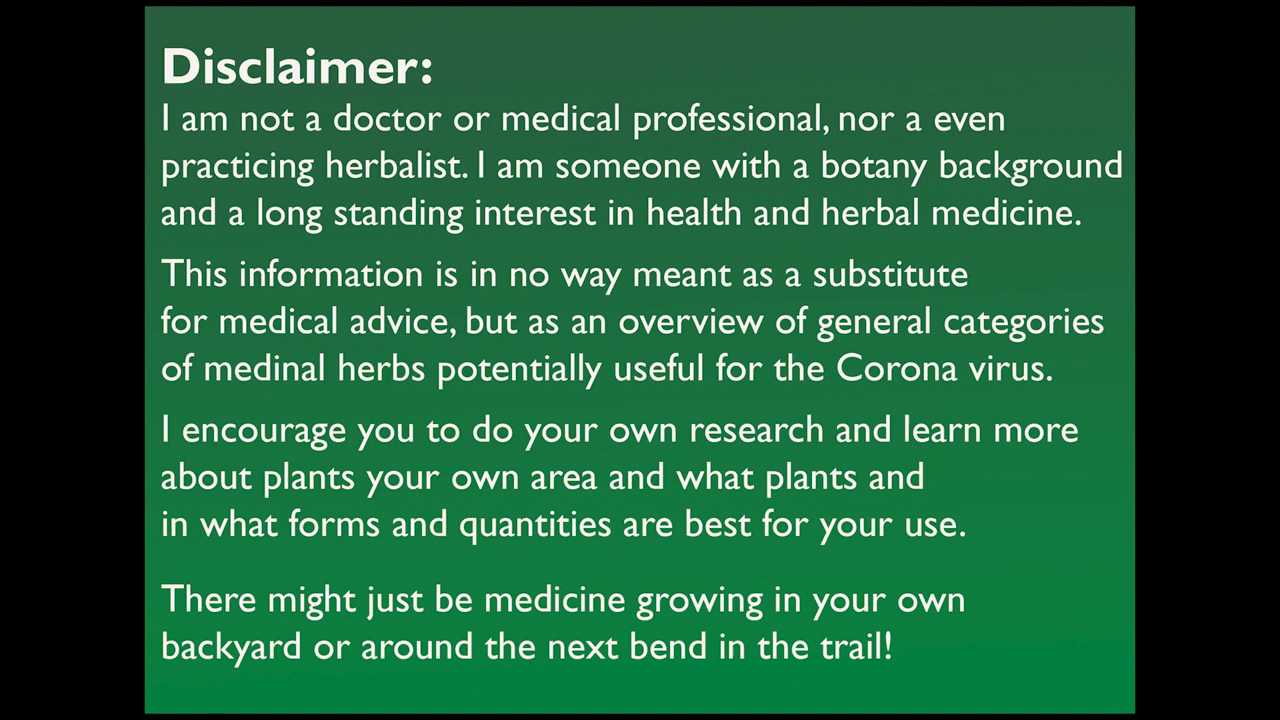 Disclaimer:
I am not a doctor or medical professional, nor a even
practicing herbalist. I am someone with a botany background
and a long standing interest in health and herbal medicine.
This information is in no way meant as a substitute
for medical advice, but as an overview of general categories
of medinal herbs potentially useful for the Corona virus.
I encourage you to do your own research and learn more
about plants your own area and what plants and
in what forms and quantities are best for your use.
There might just be medicine growing in your own
backyard or around the next bend in the trail!